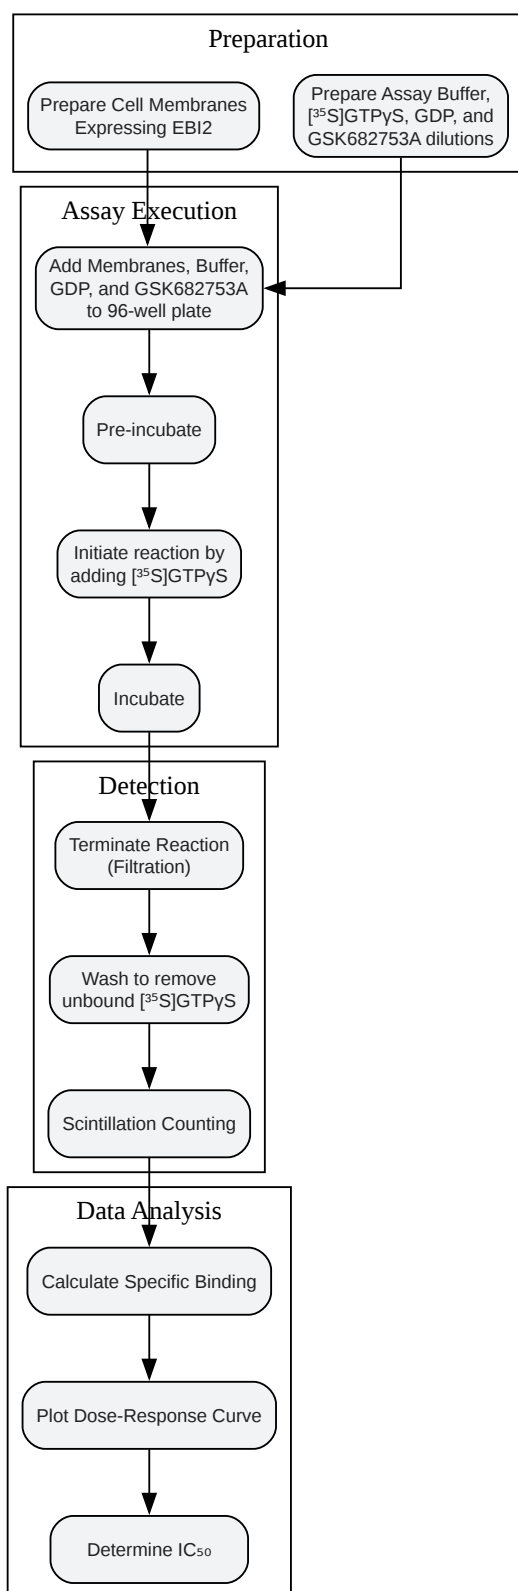 Preparation
Prepare Cell Membranes
Expressing EBI2
Prepare Assay Buffer,
[³⁵S]GTPγS, GDP, and
GSK682753A dilutions
Assay Execution
Add Membranes, Buffer,
GDP, and GSK682753A
to 96-well plate
Pre-incubate
Initiate reaction by
adding [³⁵S]GTPγS
Incubate
Detection
Terminate Reaction
(Filtration)
Wash to remove
unbound [³⁵S]GTPγS
Scintillation Counting
Data Analysis
Calculate Specific Binding
Plot Dose-Response Curve
Determine IC₅₀